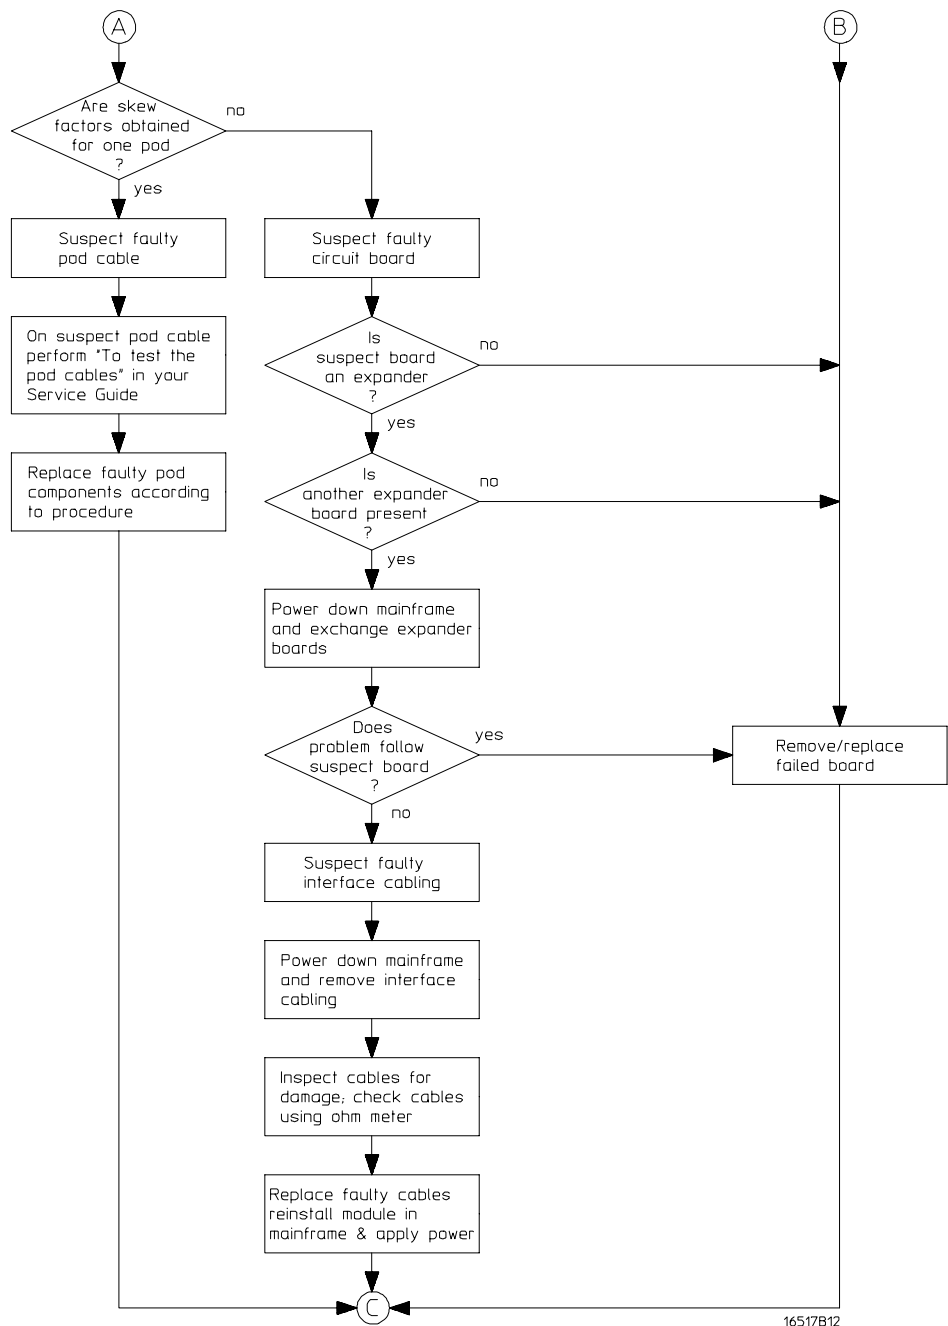 A
B
Are skew
factors obtained
for one pod
?
no
yes
Suspect faulty
pod cable
Suspect faulty
circuit board
On suspect pod cable
perform "To test the
pod cables" in your
Service Guide
Is
suspect board
an expander
?
no
yes
Replace faulty pod
components according
to procedure
Is
another expander
board present
?
no
yes
Power down mainframe
and exchange expander
boards
Does
problem follow
suspect board
?
yes
no
Remove/replace
failed board
Suspect faulty
interface cabling
Power down mainframe
and remove interface
cabling
Inspect cables for
damage; check cables
using ohm meter
Replace faulty cables
reinstall module in
mainframe & apply power
C
16517B12